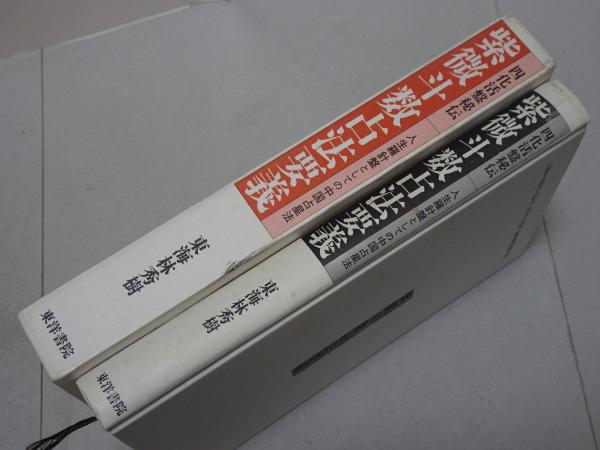 四化活盤秘伝
紫微斗数占法要義
人生羅針盤としての中国占星法
東海林秀樹
東洋書院
四化活盤秘伝
紫微斗数占法要義
人生羅針盤としての中国占星法
東海林秀樹
東洋書院